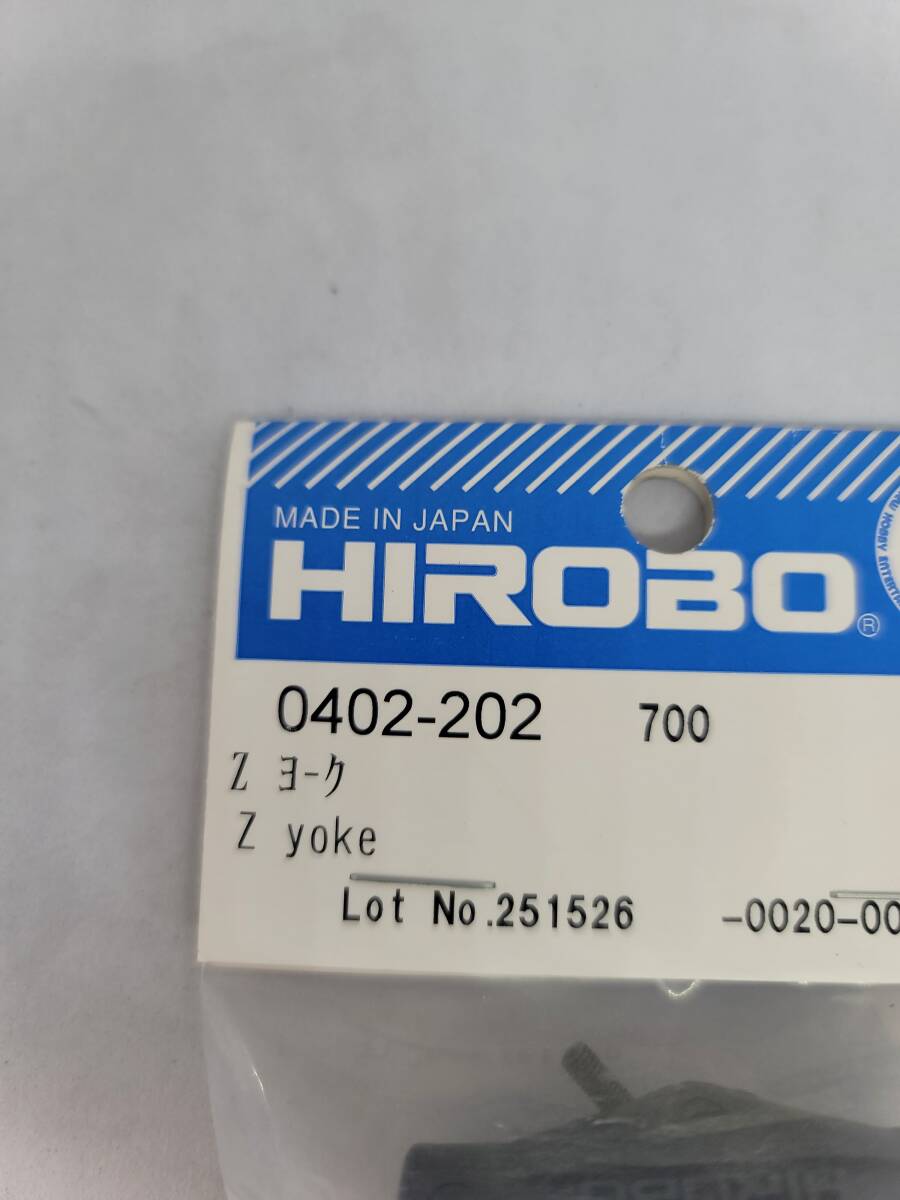 MADE IN JAPAN
HIROBO®
0402-202 700
Z ヨーク
Z yoke
Lot No.251526 -0020-00